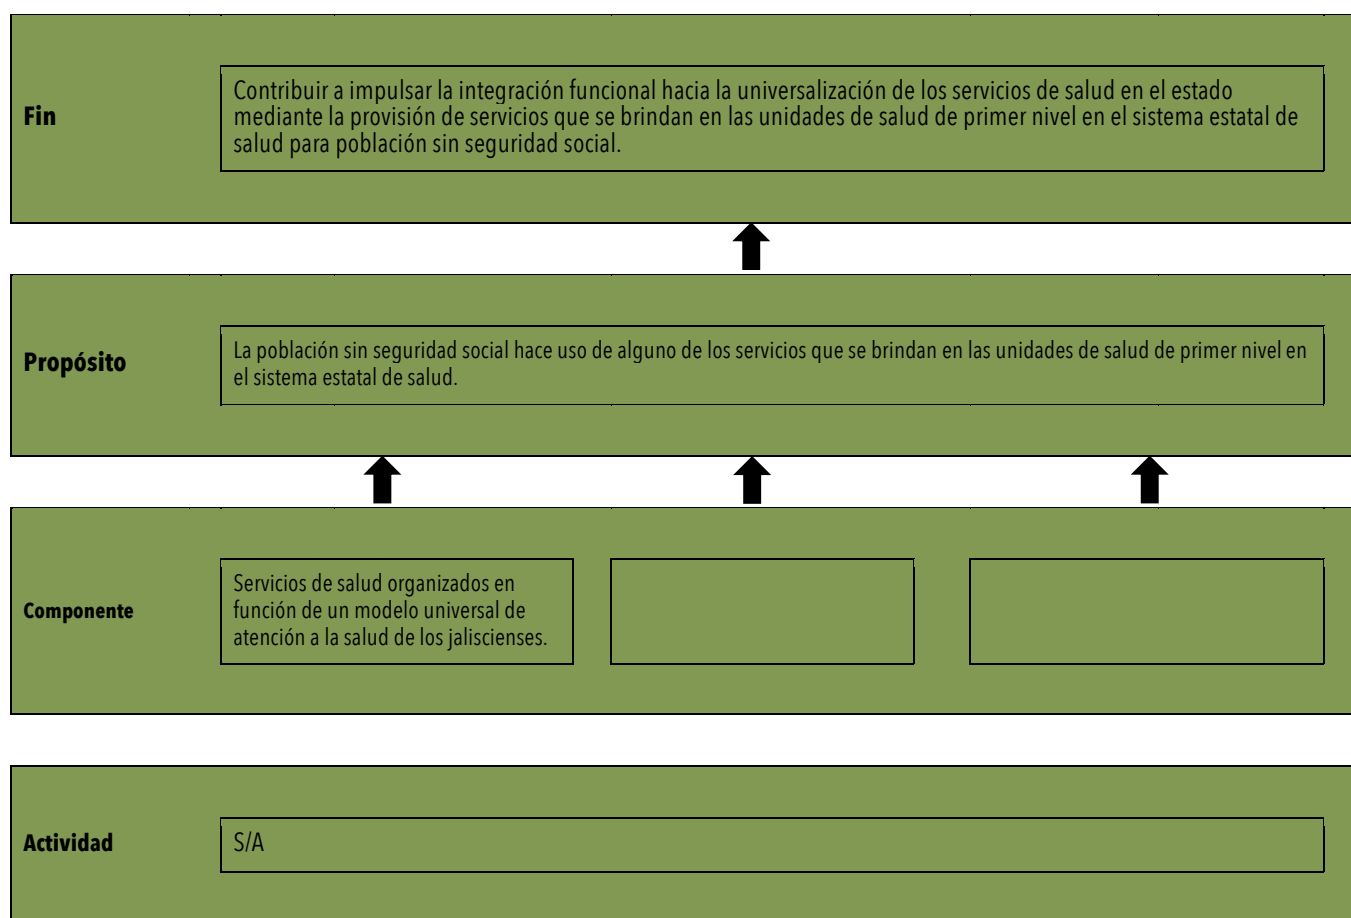 Fin
Contribuir a impulsar la integración funcional hacia la universalización de los servicios de salud en el estado
mediante la provisión de servicios que se brindan en las unidades de salud de primer nivel en el sistema estatal de
salud para población sin seguridad social.
Propósito
La población sin seguridad social hace uso de alguno de los servicios que se brindan en las unidades de salud de primer nivel en
el sistema estatal de salud.
Componente
Servicios de salud organizados en
función de un modelo universal de
atención a la salud de los jaliscienses.
Actividad
S/A